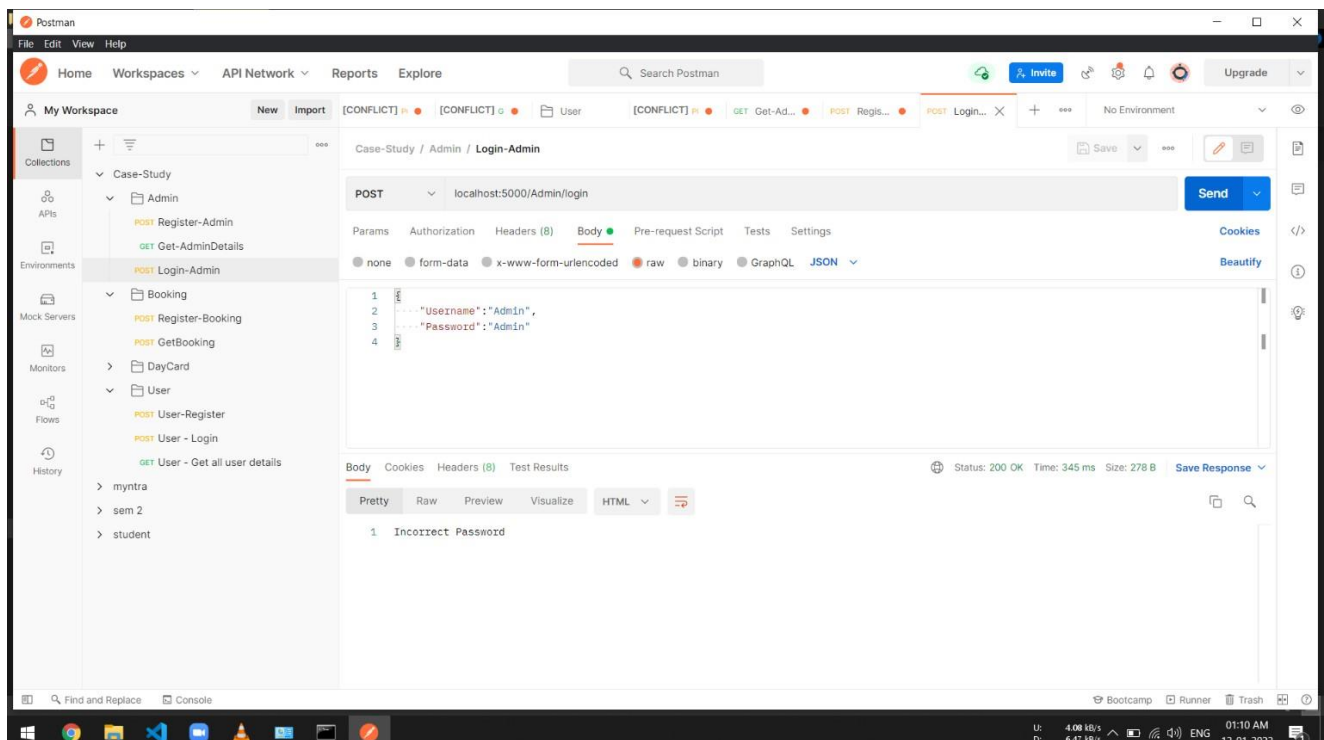 Postman
File Edit View Help
Home Workspaces API Network Reports Explore Search Postman Invite Upgrade
My Workspace New Import [CONFLICT] [CONFLICT] G User [CONFLICT] GET Get-Ad... POST Regis... POST Login... No Environment
Case-Study / Admin / Login-Admin Save
Collections
APIs
Environments
Mock Servers
Monitors
Flows
History
Case-Study
Admin
POST Register-Admin
GET Get-AdminDetails
POST Login-Admin
Booking
POST Register-Booking
POST GetBooking
DayCard
User
POST User-Register
POST User - Login
GET User - Get all user details
myntra
sem 2
student
POST localhost:5000/Admin/login Send
Params Authorization Headers (8) Body Pre-request Script Tests Settings Cookies
none form-data x-www-form-urlencoded raw binary GraphQL JSON Beautify
1 {
2 "Username":"Admin",
3 "Password":"Admin"
4 }
Body Cookies Headers (8) Test Results Status: 200 OK Time: 345 ms Size: 278 B Save Response
Pretty Raw Preview Visualize HTML
1 Incorrect Password
Find and Replace Console Bootcamp Runner Trash
U: 4.08 kB/s ENG 01:10 AM
D: 6.47 kB/s